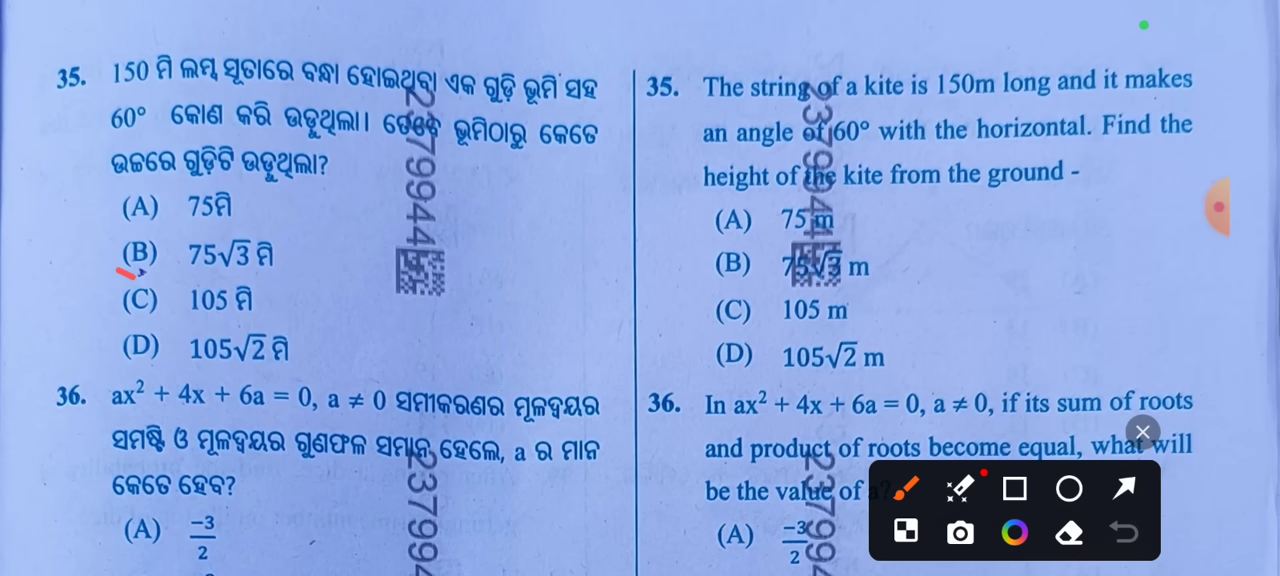 35. 150 ମି ଲମ୍ବ ସୂତାରେ ବନ୍ଧା ହୋଇଥିବା ଏକ ଗୁଡ଼ି ଭୂମି ସହ
60° କୋଣ କରି ଉଡୁଥିଲା। ତେବେ ଭୂମିଠାରୁ କେତେ
ଉଚ୍ଚରେ ଗୁଡ଼ିଟି ଉଡୁଥିଲା?
(A) 75ମି
(B) 75√3 ମି
(C) 105 ମି
(D) 105√2 ମି
36. ax² + 4x + 6a = 0, a ≠ 0 ସମୀକରଣର ମୂଳଦ୍ୱୟର
ସମଷ୍ଟି ଓ ମୂଳଦ୍ୱୟର ଗୁଣଫଳ ସମାନ ହେଲେ, a ର ମାନ
କେତେ ହେବ?
(A) -3/2
35. The string of a kite is 150m long and it makes
an angle of 60° with the horizontal. Find the
height of the kite from the ground -
(A) 75 m
(B) 75√3 m
(C) 105 m
(D) 105√2 m
36. In ax² + 4x + 6a = 0, a ≠ 0, if its sum of roots
and product of roots become equal, what will
be the value of a?
(A) -3/2
2379944
237994
2379944
237994